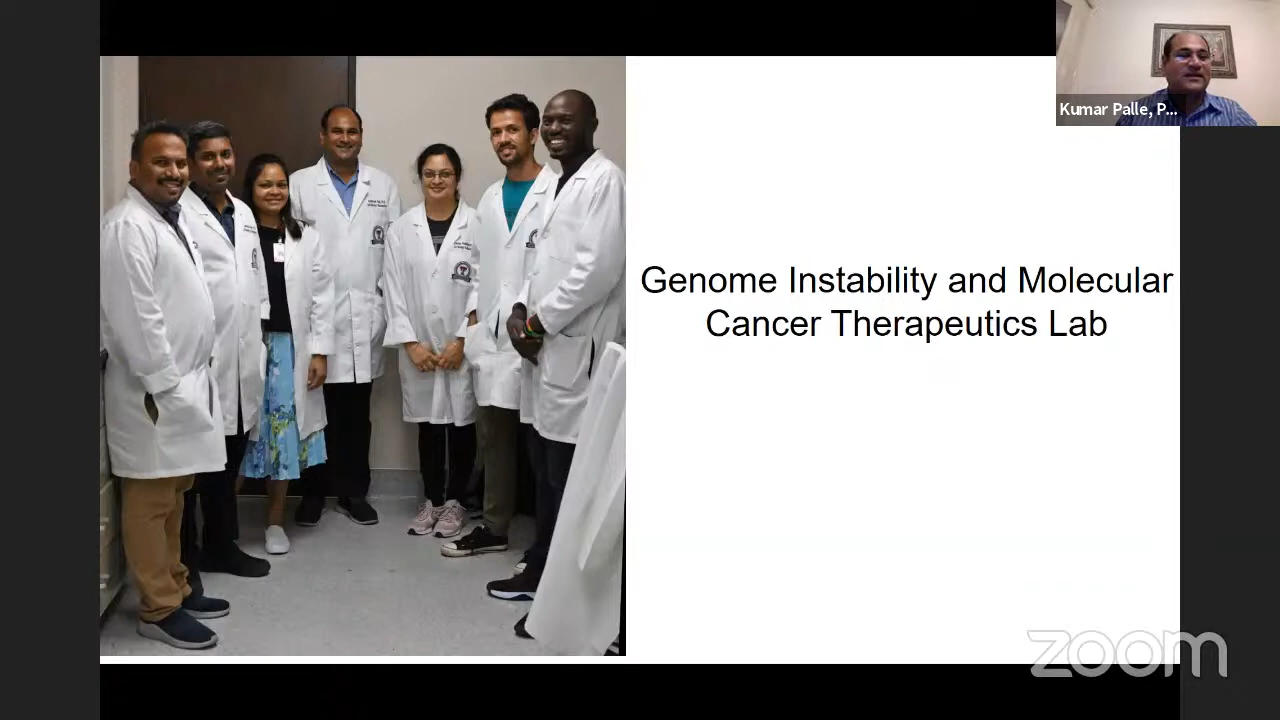 Kumar Palle, P...
Genome Instability and Molecular
Cancer Therapeutics Lab
zoom